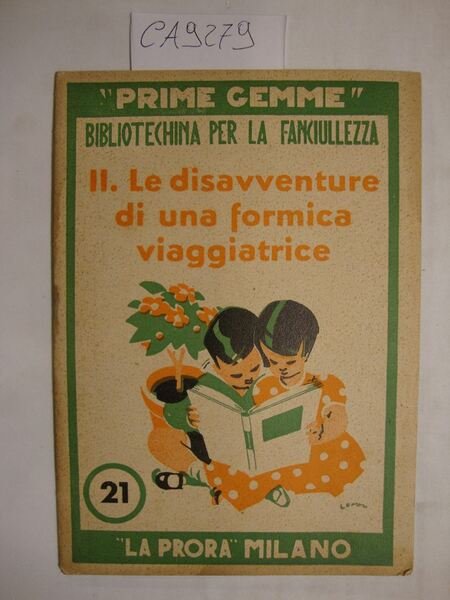 CA9279
"PRIME GEMME"
BIBLIOTECHINA PER LA FANCIULLEZZA
II. Le disavventure
di una formica
viaggiatrice
21
"LA PRORA" MILANO